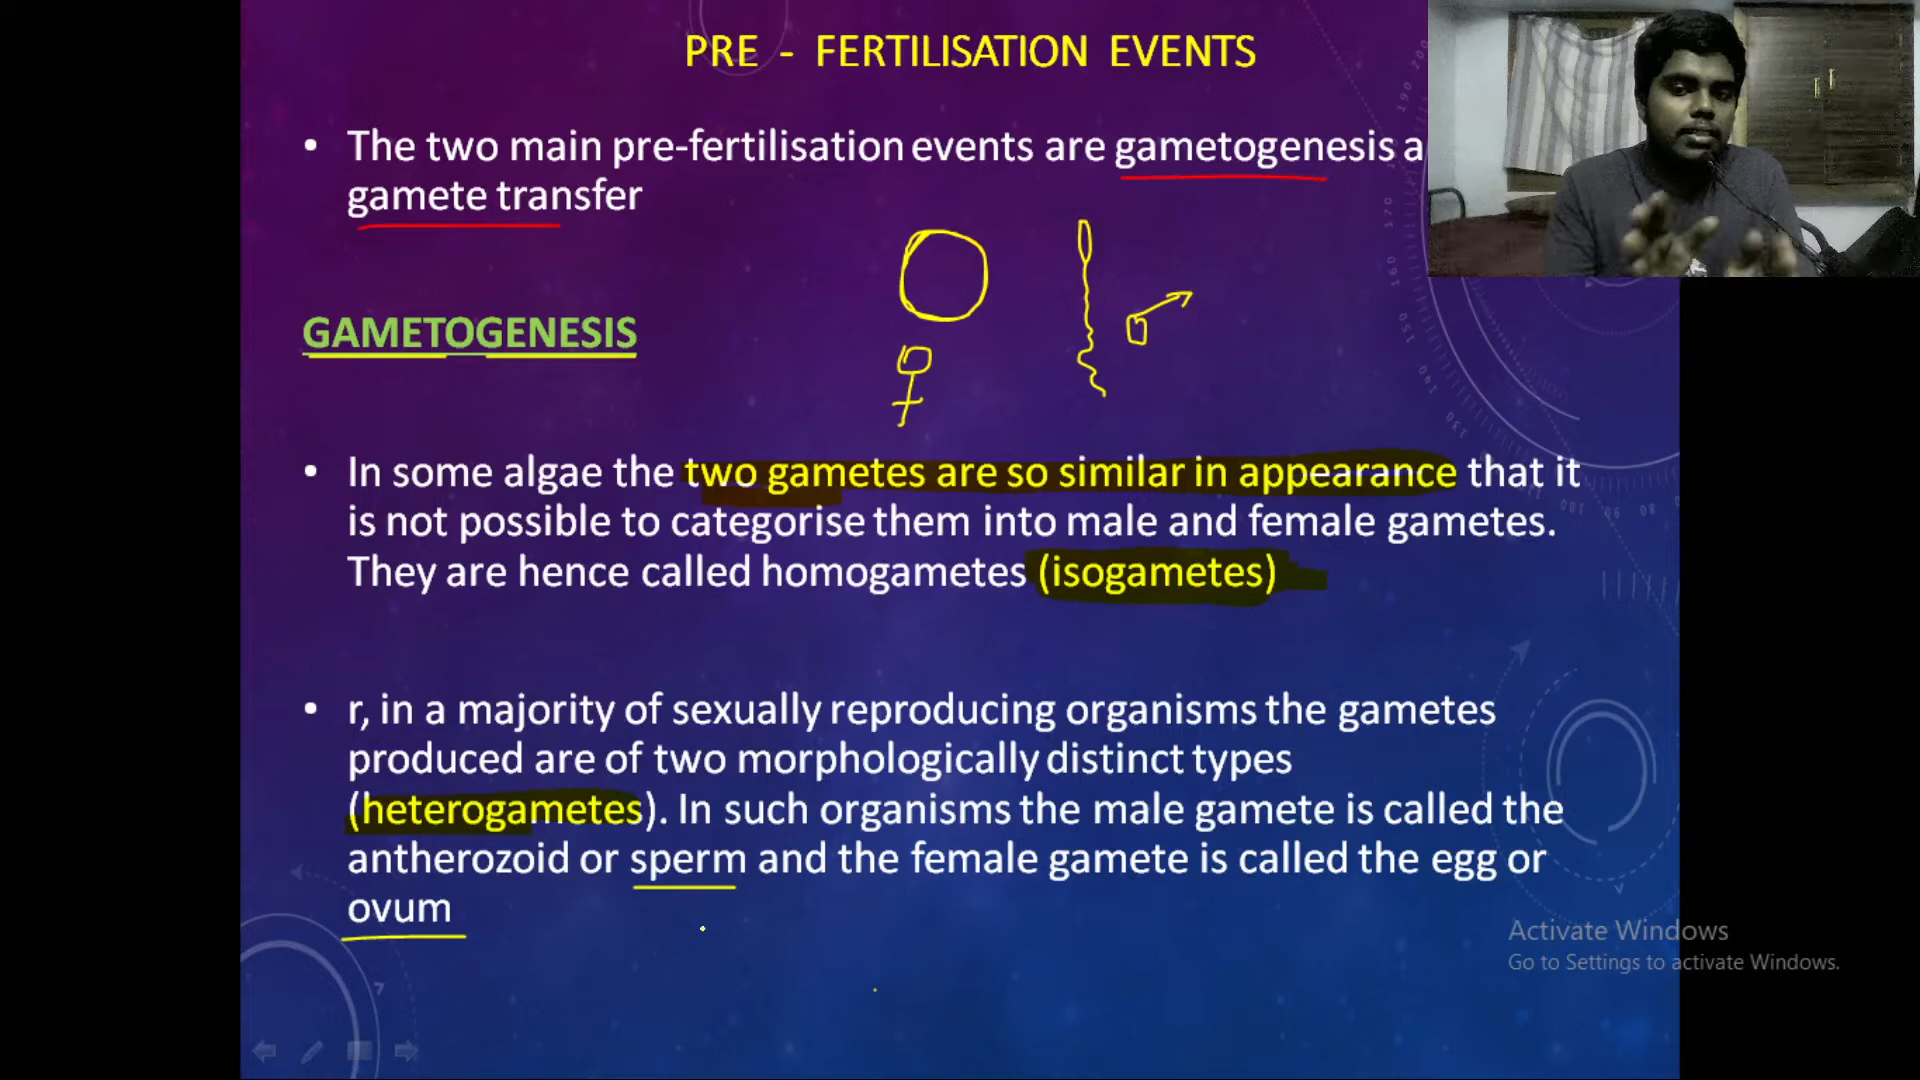 PRE - FERTILISATION EVENTS
• The two main pre-fertilisation events are gametogenesis a
gamete transfer
GAMETOGENESIS
• In some algae the two gametes are so similar in appearance that it
is not possible to categorise them into male and female gametes.
They are hence called homogametes (isogametes)
• r, in a majority of sexually reproducing organisms the gametes
produced are of two morphologically distinct types
(heterogametes). In such organisms the male gamete is called the
antherozoid or sperm and the female gamete is called the egg or
ovum
Activate Windows
Go to Settings to activate Windows.